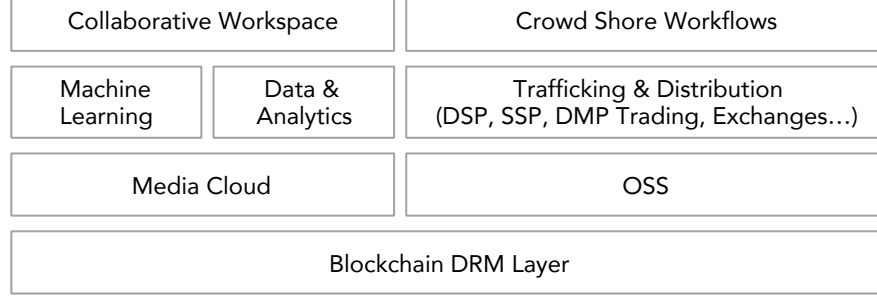 Collaborative Workspace
Crowd Shore Workflows
Machine
Learning
Data &
Analytics
Trafficking & Distribution
(DSP, SSP, DMP Trading, Exchanges…)
Media Cloud
OSS
Blockchain DRM Layer